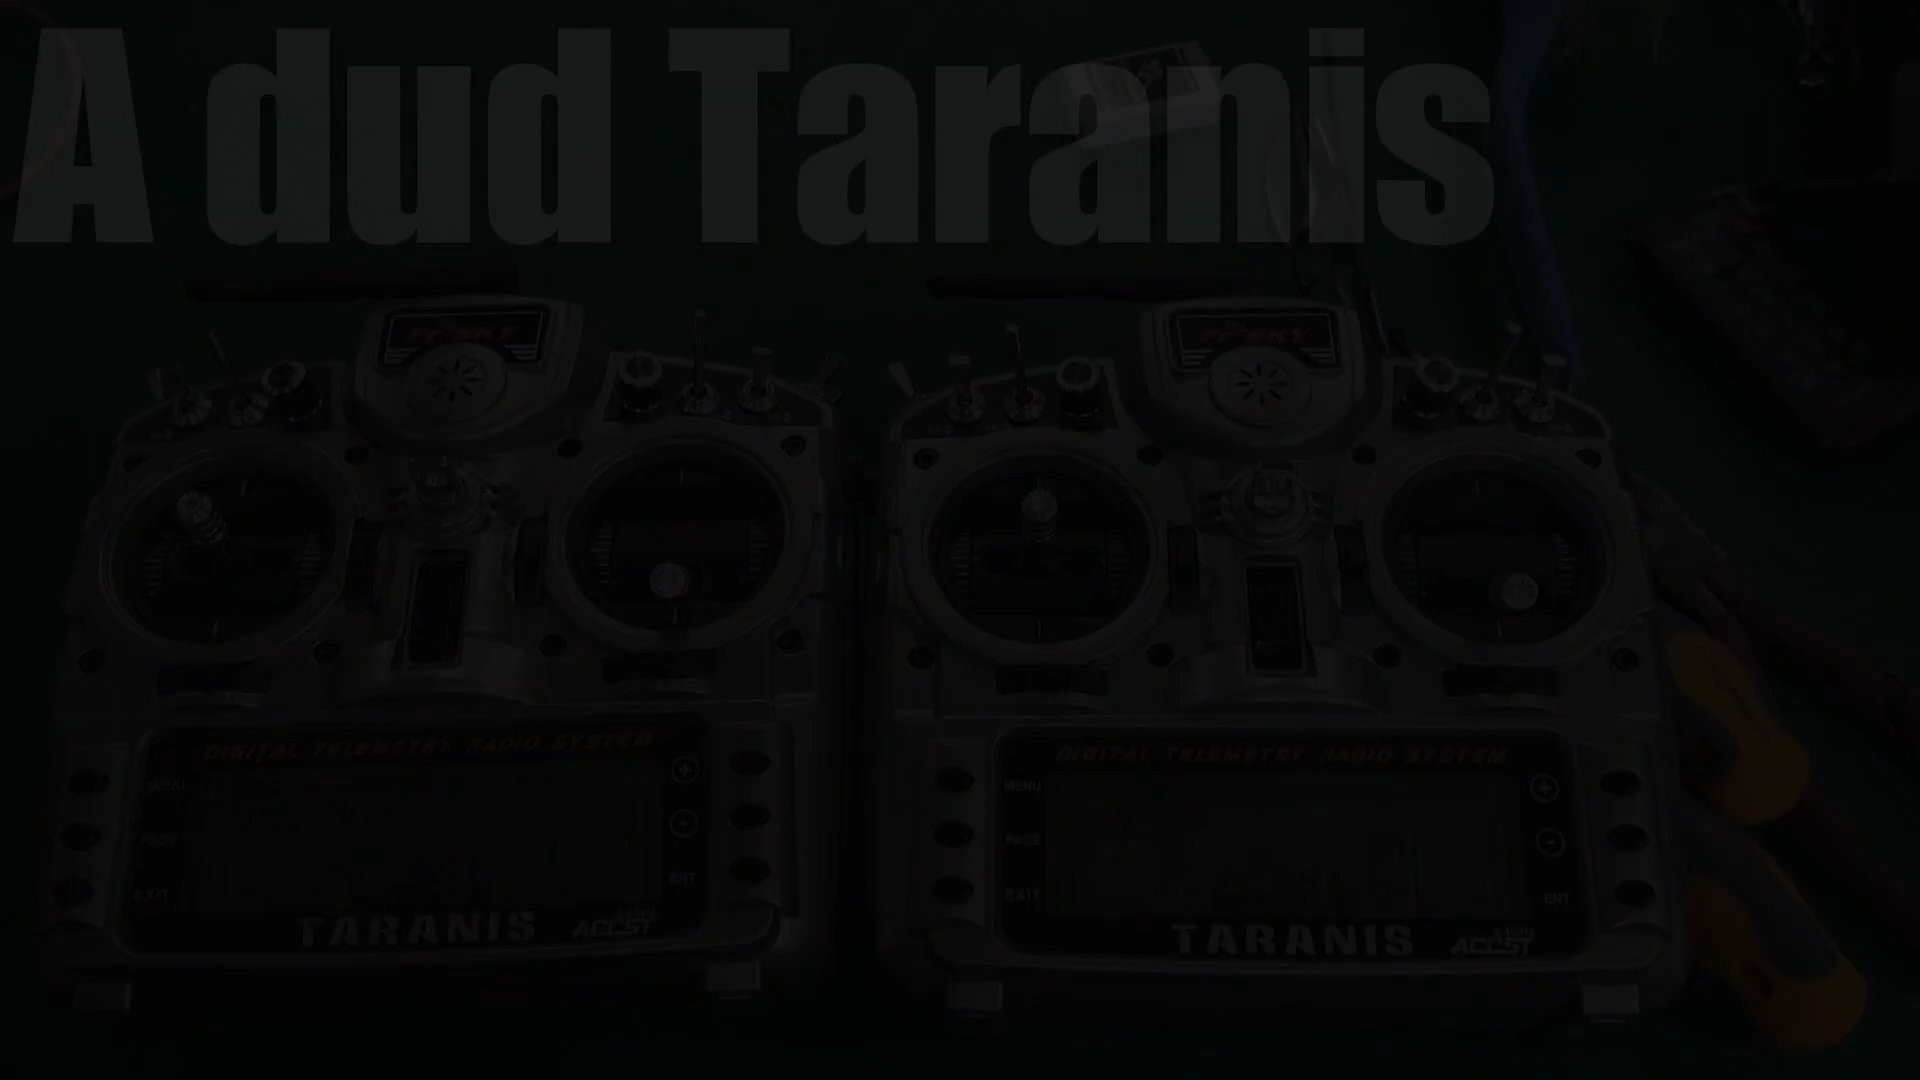 A dud Taranis
FrSKY
FrSKY
DIGITAL TELEMETRY RADIO SYSTEM
MENU
PAGE
EXIT
ENT
TARANIS
ACCST
DIGITAL TELEMETRY RADIO SYSTEM
MENU
PAGE
EXIT
ENT
TARANIS
ACCST